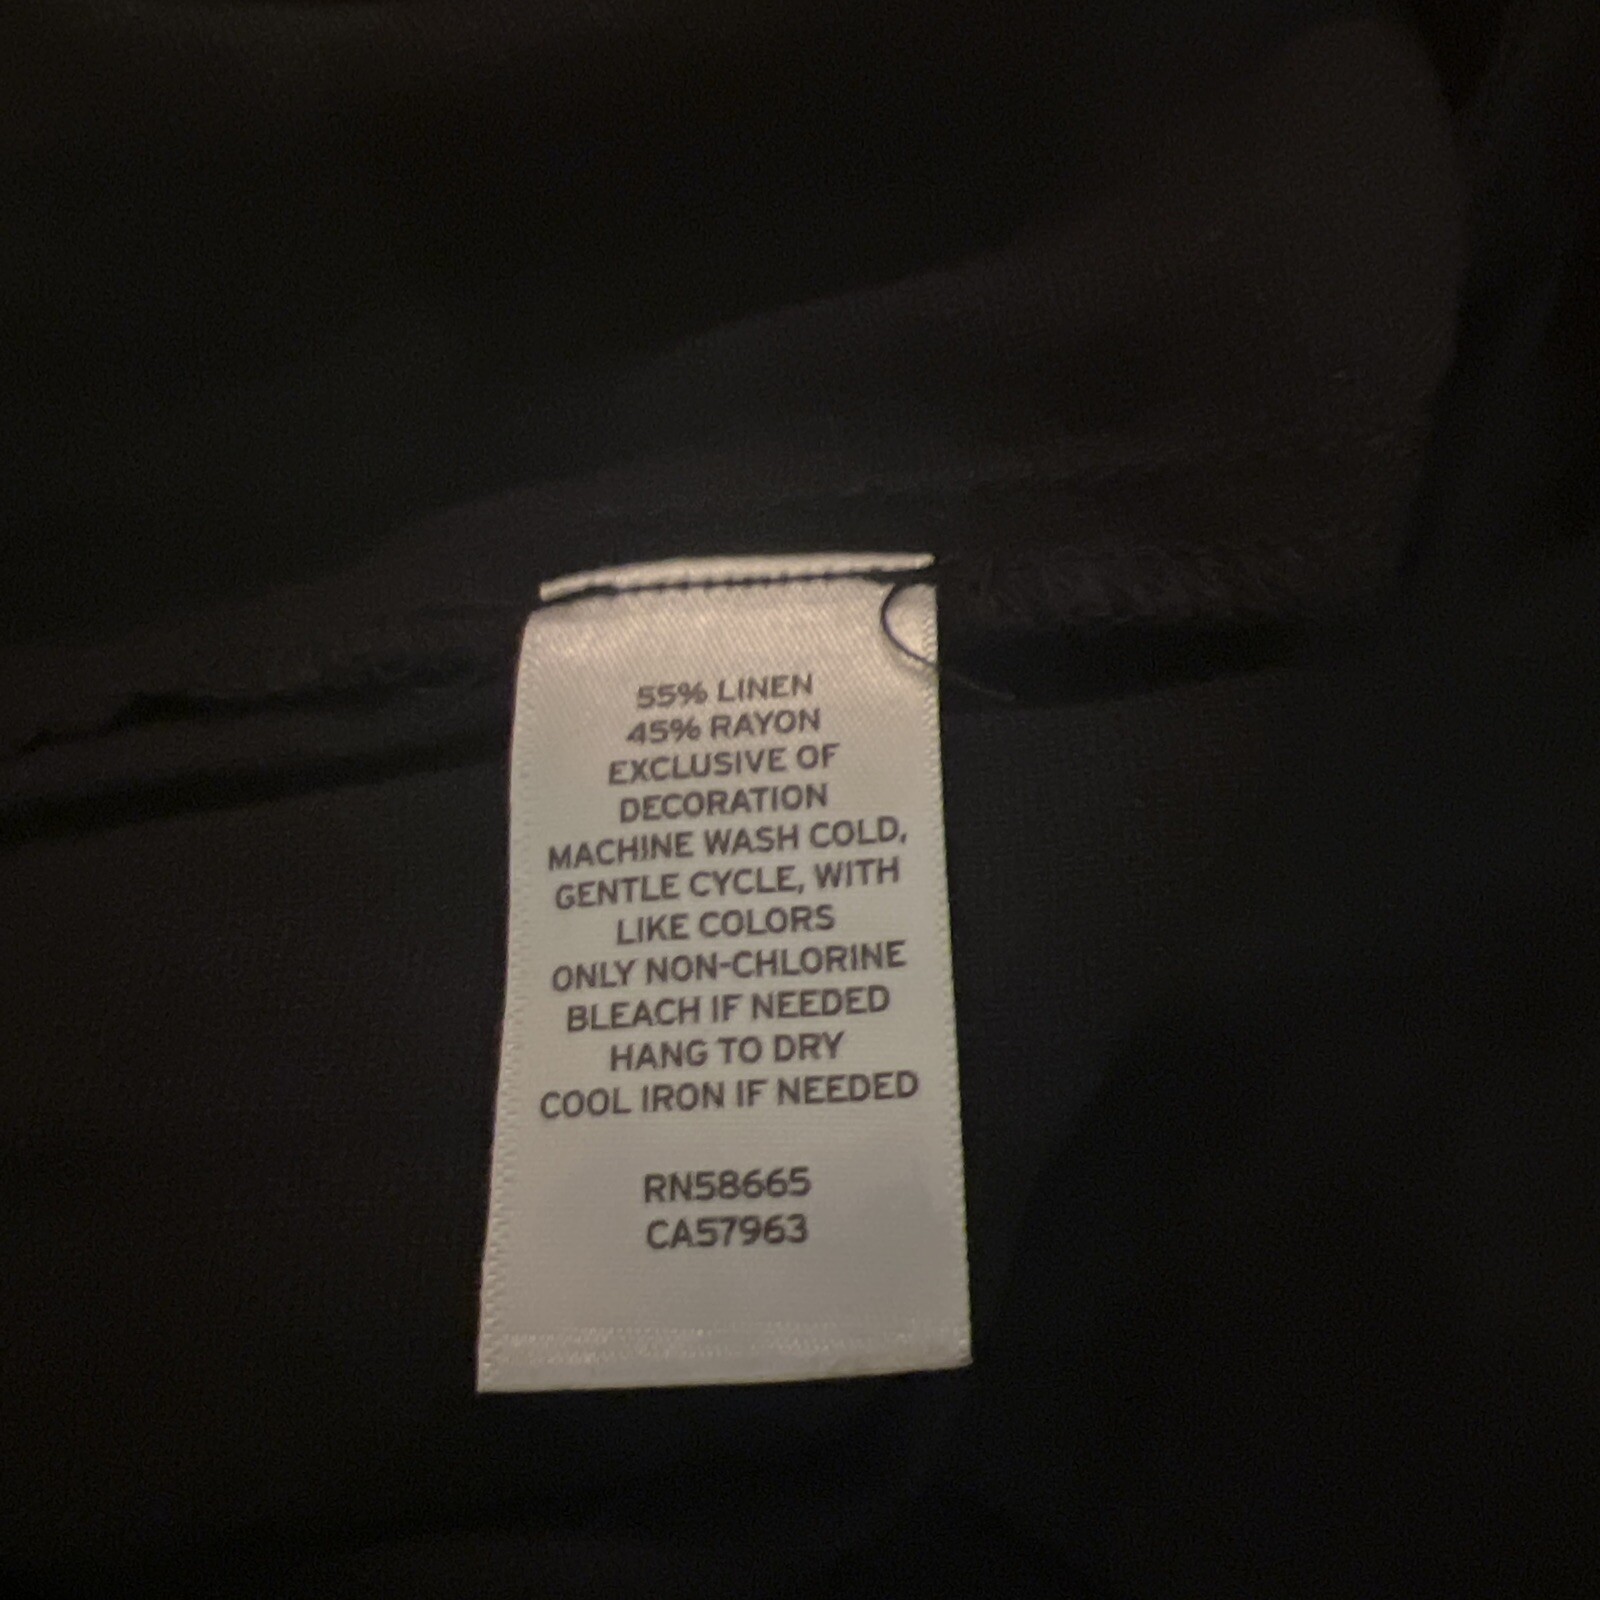 55% LINEN
45% RAYON
EXCLUSIVE OF
DECORATION
MACHINE WASH COLD,
GENTLE CYCLE, WITH
LIKE COLORS
ONLY NON-CHLORINE
BLEACH IF NEEDED
HANG TO DRY
COOL IRON IF NEEDED
RN58665
CA57963